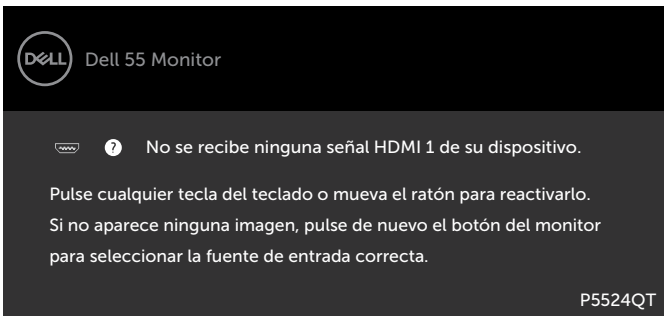 DELL Dell 55 Monitor
? No se recibe ninguna señal HDMI 1 de su dispositivo.
Pulse cualquier tecla del teclado o mueva el ratón para reactivarlo.
Si no aparece ninguna imagen, pulse de nuevo el botón del monitor
para seleccionar la fuente de entrada correcta.
P5524QT